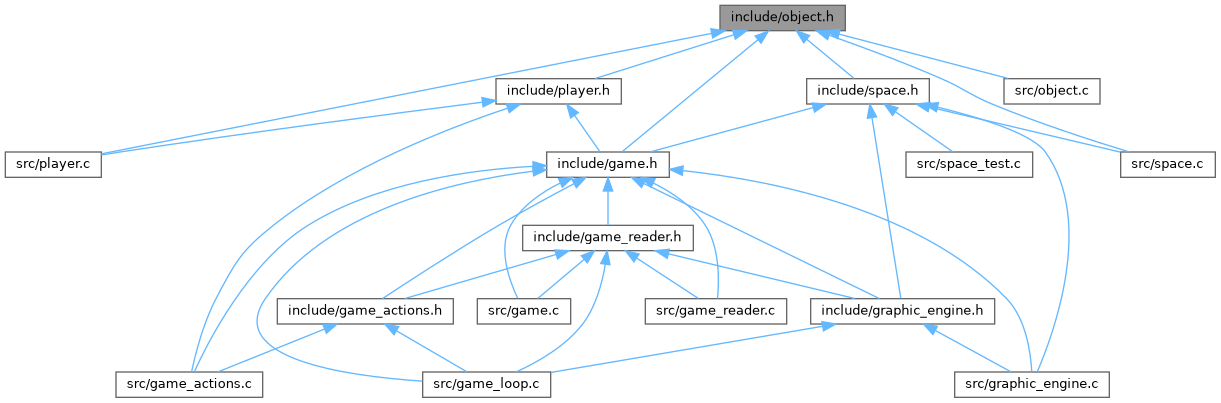 include/object.h
include/player.h
include/space.h
src/object.c
src/player.c
include/game.h
src/space_test.c
src/space.c
include/game_reader.h
include/game_actions.h
src/game.c
src/game_reader.c
include/graphic_engine.h
src/game_actions.c
src/game_loop.c
src/graphic_engine.c